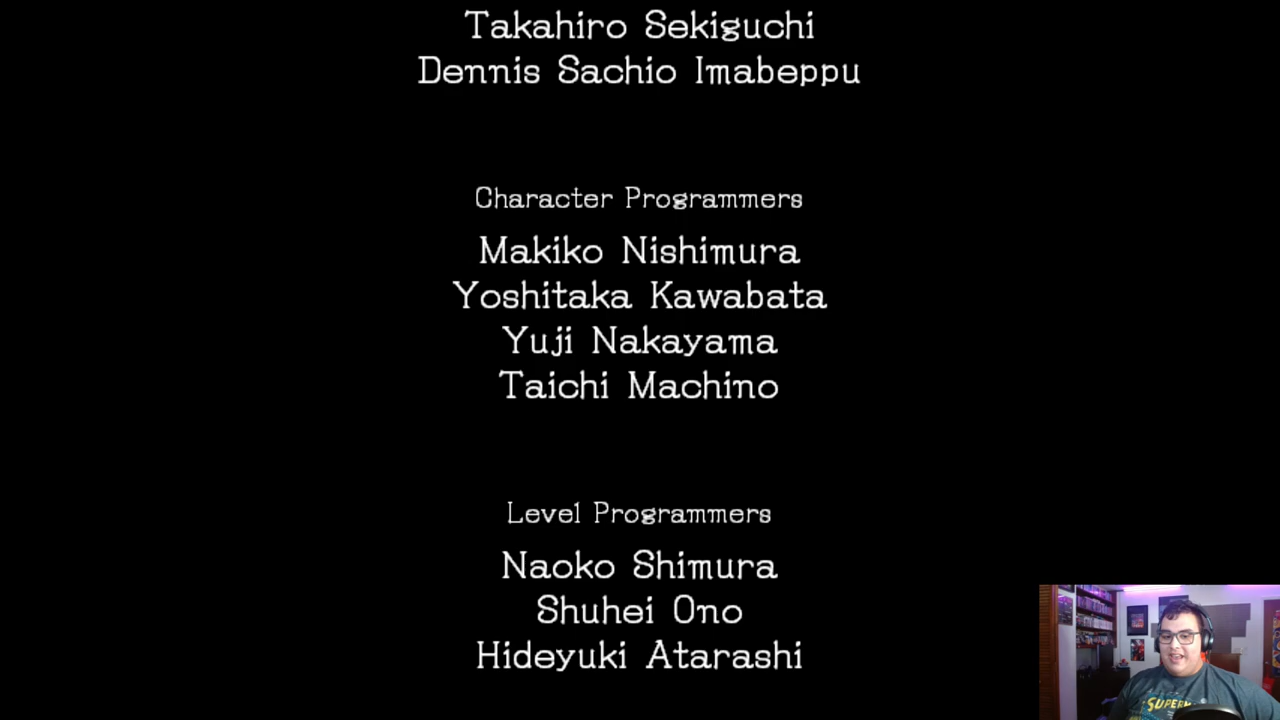 Takahiro Sekiguchi
Dennis Sachio Imabeppu
Character Programmers
Makiko Nishimura
Yoshitaka Kawabata
Yuji Nakayama
Taichi Machino
Level Programmers
Naoko Shimura
Shuhei Ono
Hideyuki Atarashi